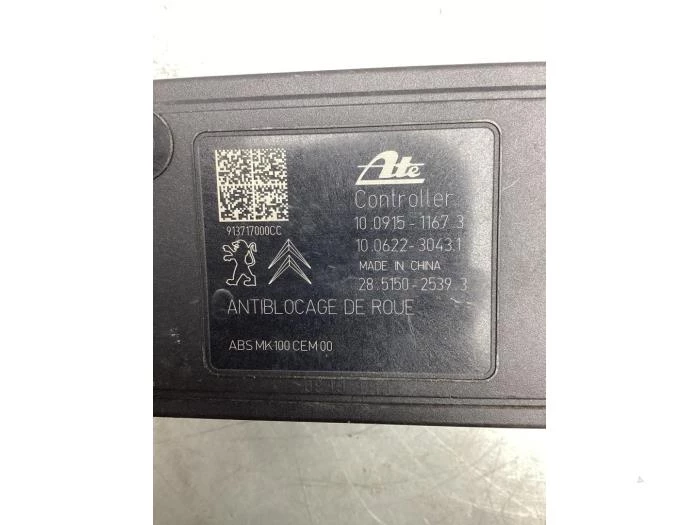 Ate
Controller
10.0915-1167.3
10.0622-3043.1
MADE IN CHINA
28.5150-2539.3
913717000CC
ANTIBLOCAGE DE ROUE
ABS MK100 CEM 00